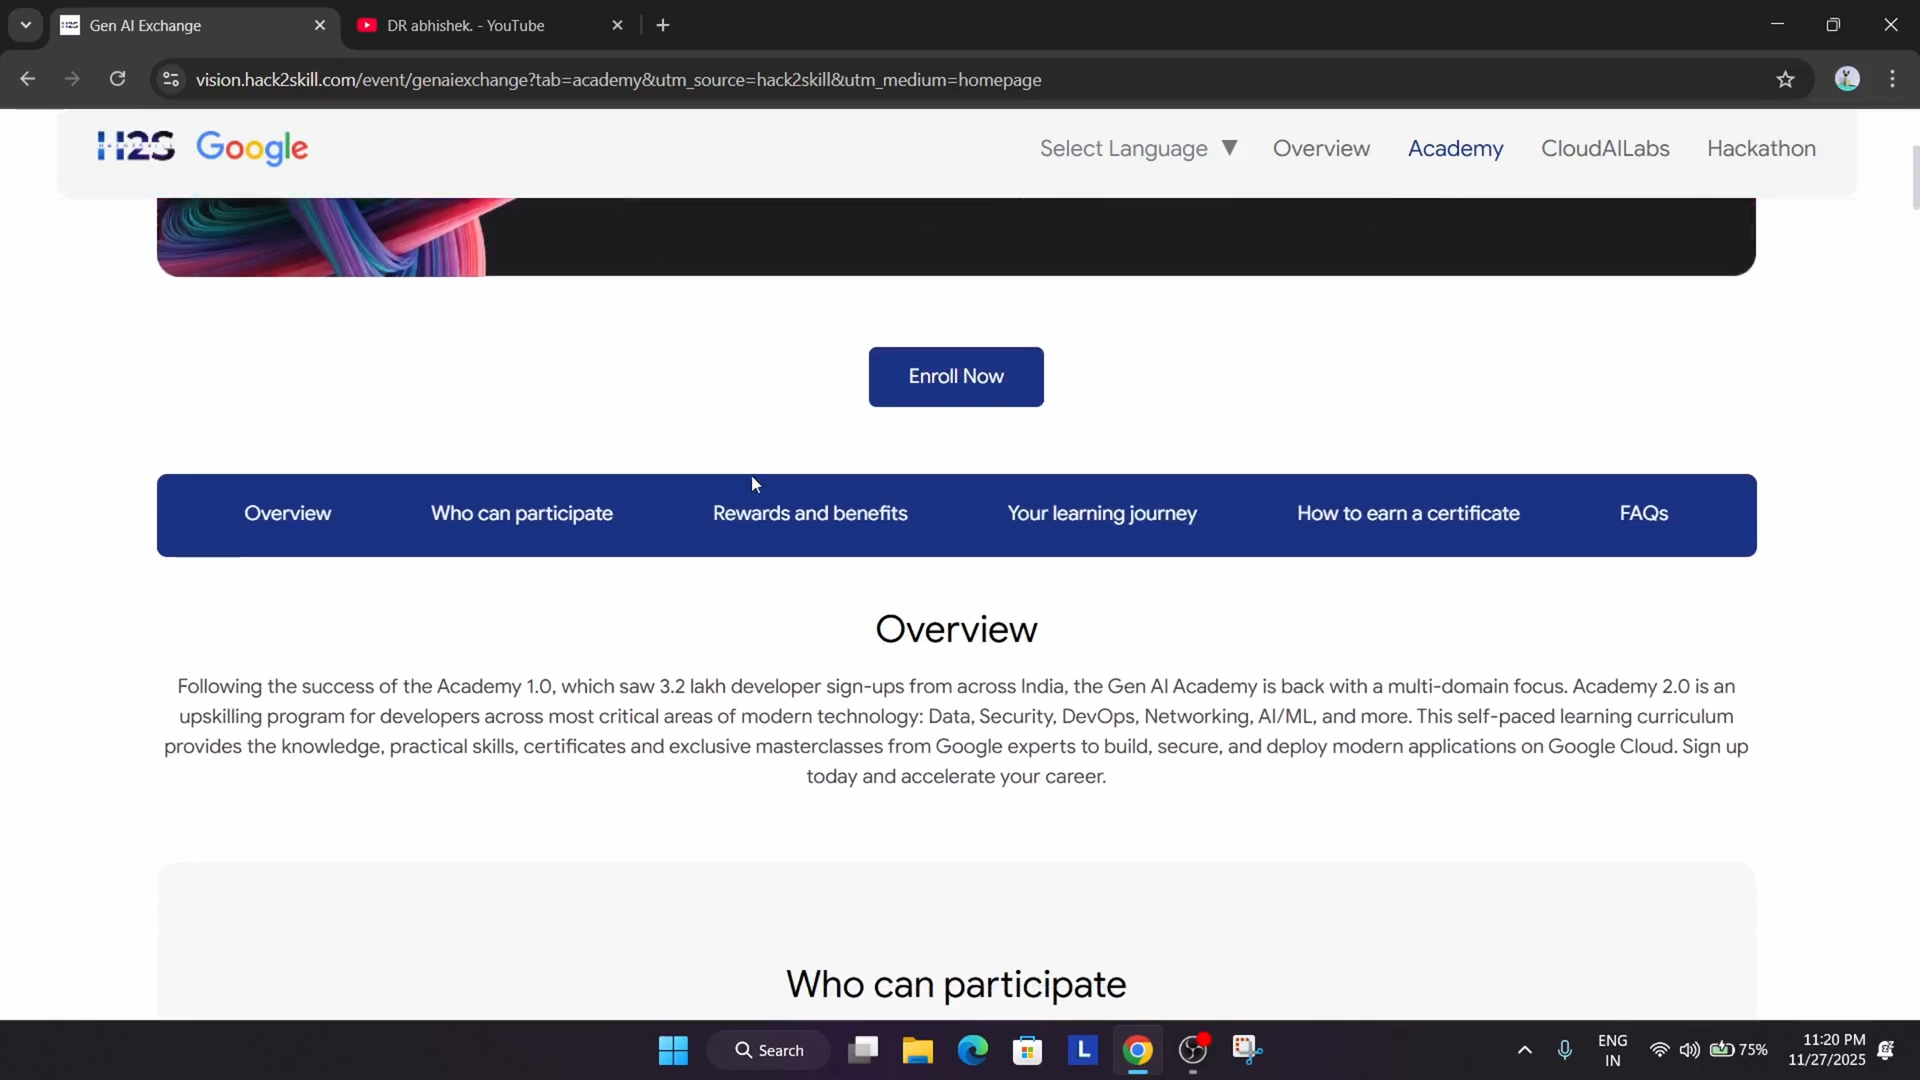 Gen AI Exchange
DR abhishek. - YouTube
vision.hack2skill.com/event/genaiexchange?tab=academy&utm_source=hack2skill&utm_medium=homepage
H2S Google
Select Language ▼ Overview Academy CloudAILabs Hackathon
Enroll Now
Overview Who can participate Rewards and benefits Your learning journey How to earn a certificate FAQs
Overview
Following the success of the Academy 1.0, which saw 3.2 lakh developer sign-ups from across India, the Gen AI Academy is back with a multi-domain focus. Academy 2.0 is an
upskilling program for developers across most critical areas of modern technology: Data, Security, DevOps, Networking, AI/ML, and more. This self-paced learning curriculum
provides the knowledge, practical skills, certificates and exclusive masterclasses from Google experts to build, secure, and deploy modern applications on Google Cloud. Sign up
today and accelerate your career.
Who can participate
Search
L
ENG
IN
75%
11:20 PM
11/27/2025